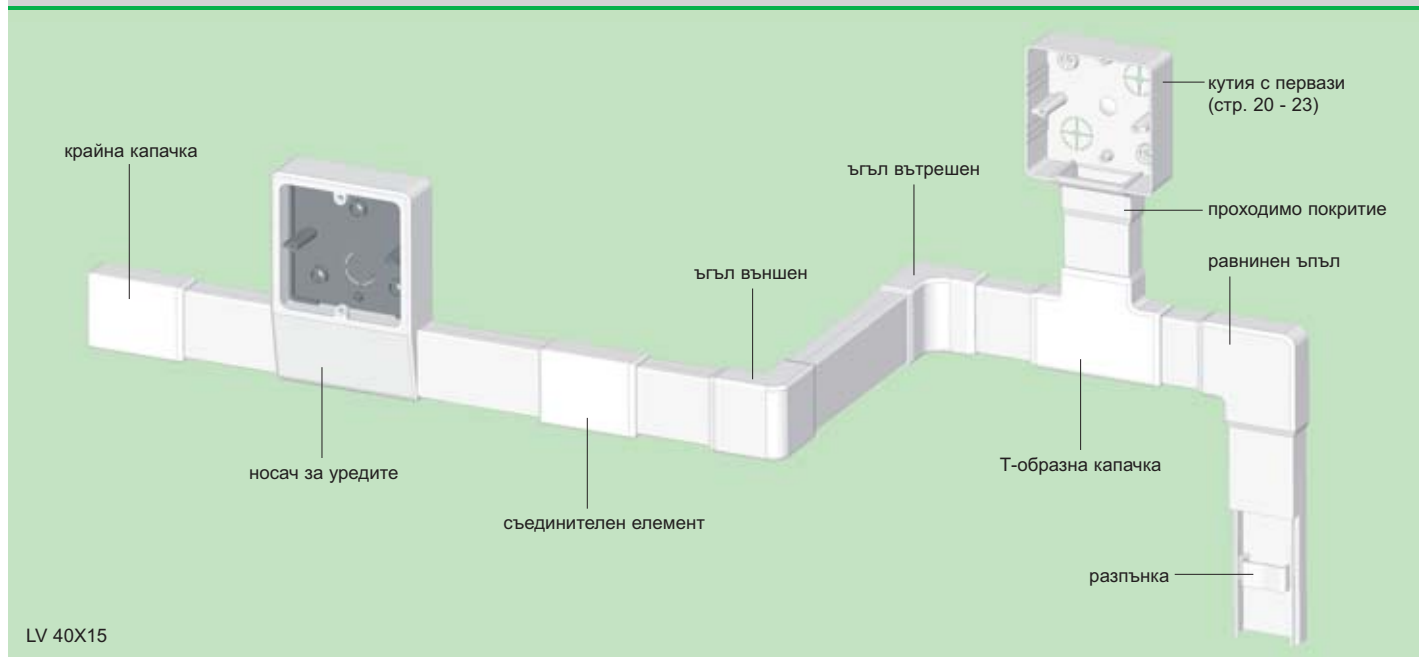 кутия с первази
(стр. 20 - 23)
крайна капачка
ъгъл вътрешен
проходимо покритие
равнинен ъпъл
ъгъл външен
носач за уредите
Т-образна капачка
съединителен елемент
разпънка
LV 40X15